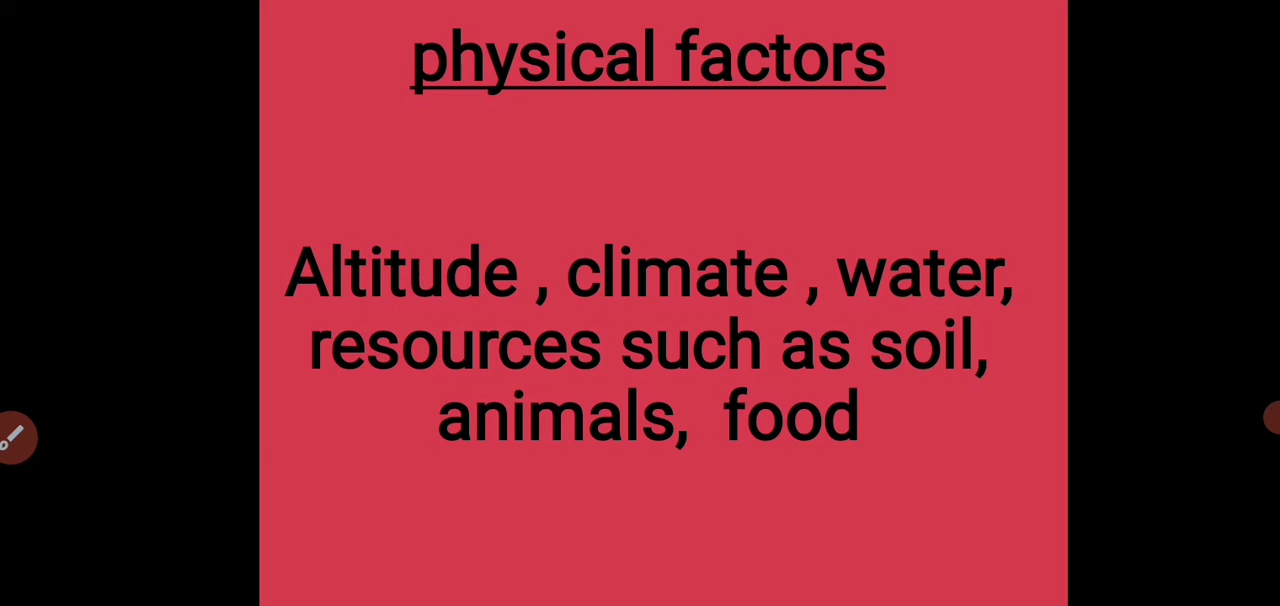 physical factors
Altitude , climate , water,
resources such as soil,
animals,  food